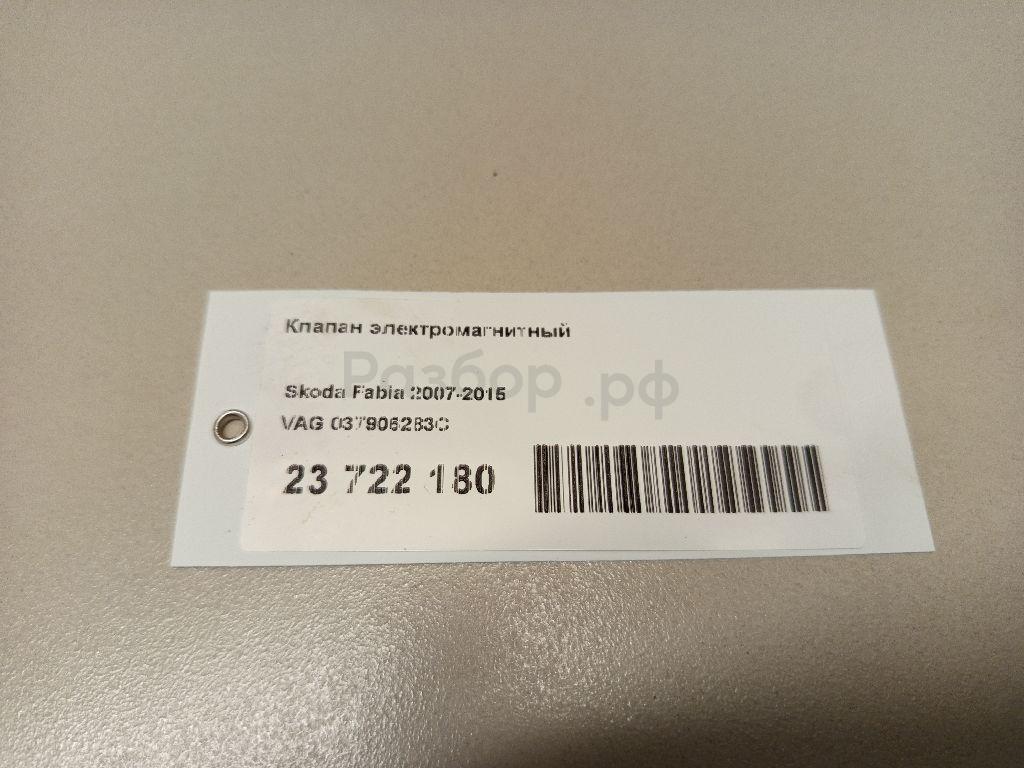 Клапан электромагнитный
Разбор .рф
Skoda Fabia 2007-2015
VAG 037906283C
23 722 180